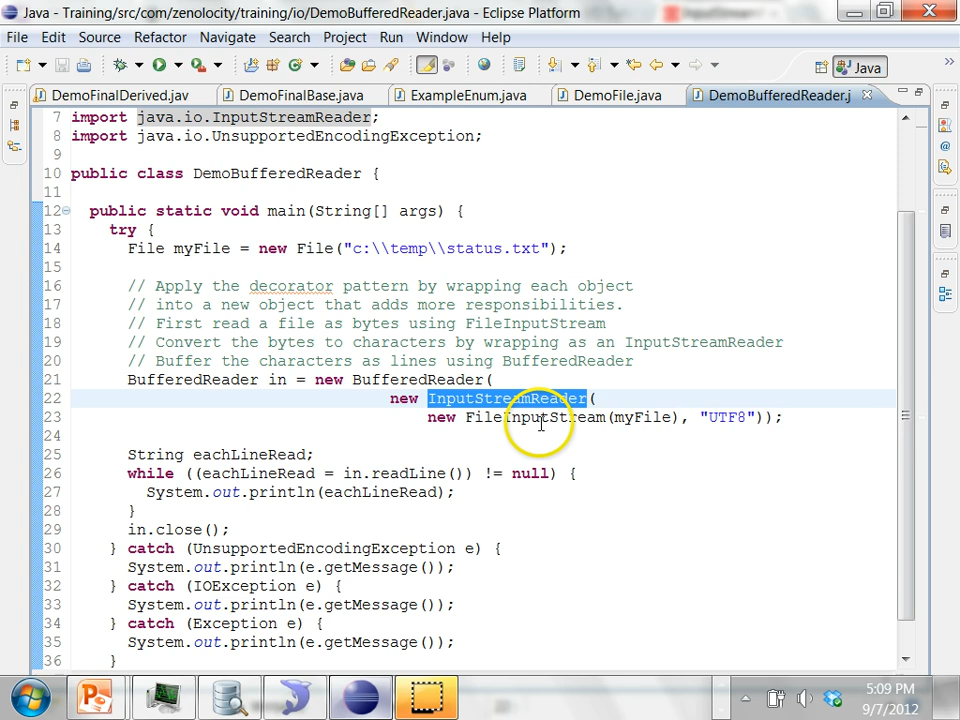 Java - Training/src/com/zenolocity/training/io/DemoBufferedReader.java - Eclipse Platform
File Edit Source Refactor Navigate Search Project Run Window Help
Java
DemoFinalDerived.jav DemoFinalBase.java ExampleEnum.java DemoFile.java DemoBufferedReader.j
7 import java.io.InputStreamReader;
8 import java.io.UnsupportedEncodingException;
9
10 public class DemoBufferedReader {
11
12 public static void main(String[] args) {
13 try {
14 File myFile = new File("c:\\temp\\status.txt");
15
16 // Apply the decorator pattern by wrapping each object
17 // into a new object that adds more responsibilities.
18 // First read a file as bytes using FileInputStream
19 // Convert the bytes to characters by wrapping as an InputStreamReader
20 // Buffer the characters as lines using BufferedReader
21 BufferedReader in = new BufferedReader(
22 new InputStreamReader(
23 new FileInputStream(myFile), "UTF8"));
24
25 String eachLineRead;
26 while ((eachLineRead = in.readLine()) != null) {
27 System.out.println(eachLineRead);
28 }
29 in.close();
30 } catch (UnsupportedEncodingException e) {
31 System.out.println(e.getMessage());
32 } catch (IOException e) {
33 System.out.println(e.getMessage());
34 } catch (Exception e) {
35 System.out.println(e.getMessage());
36 }
5:09 PM
9/7/2012